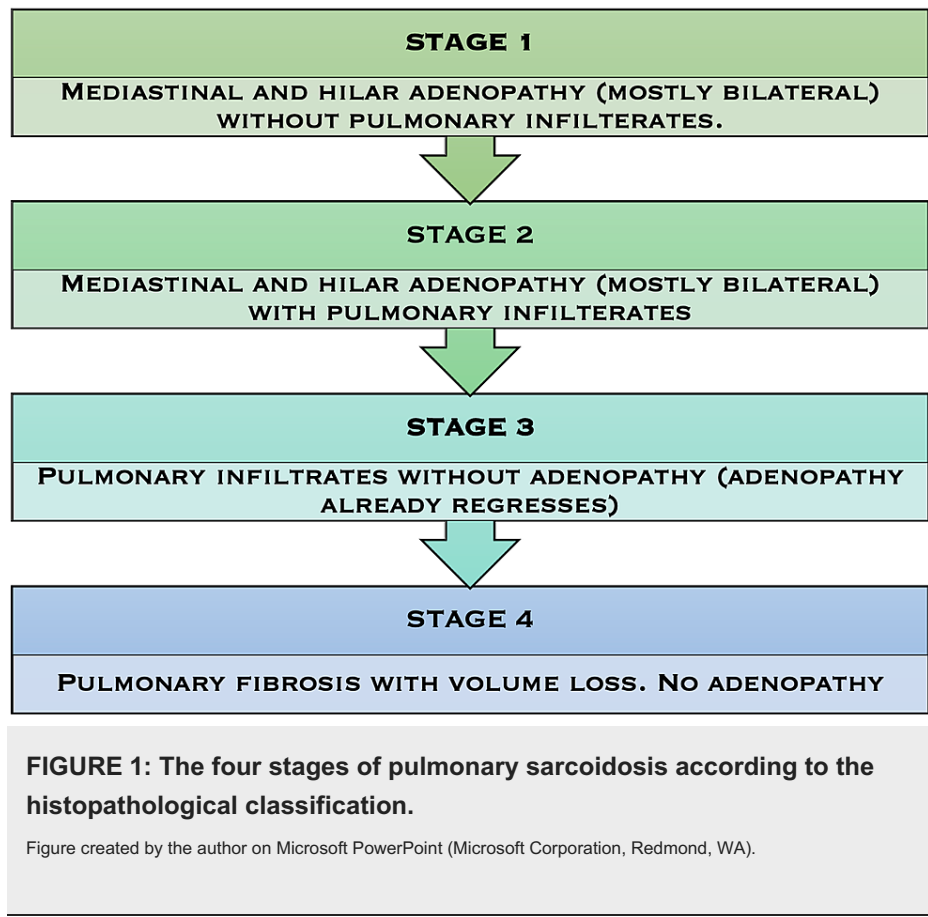 STAGE 1
MEDIASTINAL AND HILAR ADENOPATHY (MOSTLY BILATERAL)
WITHOUT PULMONARY INFILTERATES.
STAGE 2
MEDIASTINAL AND HILAR ADENOPATHY (MOSTLY BILATERAL)
WITH PULMONARY INFILTERATES
STAGE 3
PULMONARY INFILTRATES WITHOUT ADENOPATHY (ADENOPATHY
ALREADY REGRESSES)
STAGE 4
PULMONARY FIBROSIS WITH VOLUME LOSS. NO ADENOPATHY
FIGURE 1: The four stages of pulmonary sarcoidosis according to the
histopathological classification.
Figure created by the author on Microsoft PowerPoint (Microsoft Corporation, Redmond, WA).